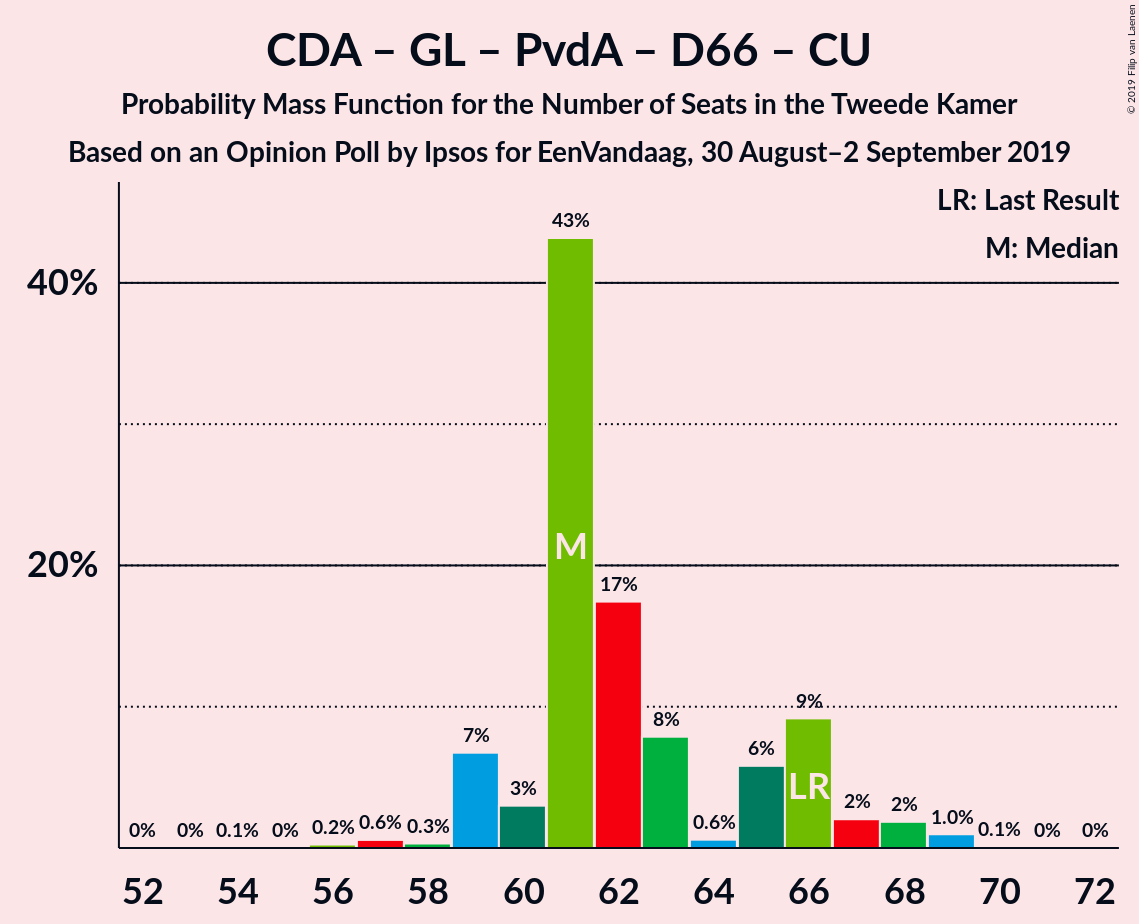 CDA – GL – PvdA – D66 – CU
Probability Mass Function for the Number of Seats in the Tweede Kamer
Based on an Opinion Poll by Ipsos for EenVandaag, 30 August–2 September 2019
© 2019 Filip van Laenen
LR: Last Result
M: Median
40%
20%
0% 0% 0.1% 0% 0.2% 0.6% 0.3% 7% 3% 43% 17% 8% 0.6% 6% 9% 2% 2% 1.0% 0.1% 0% 0%
M
LR
52 54 56 58 60 62 64 66 68 70 72